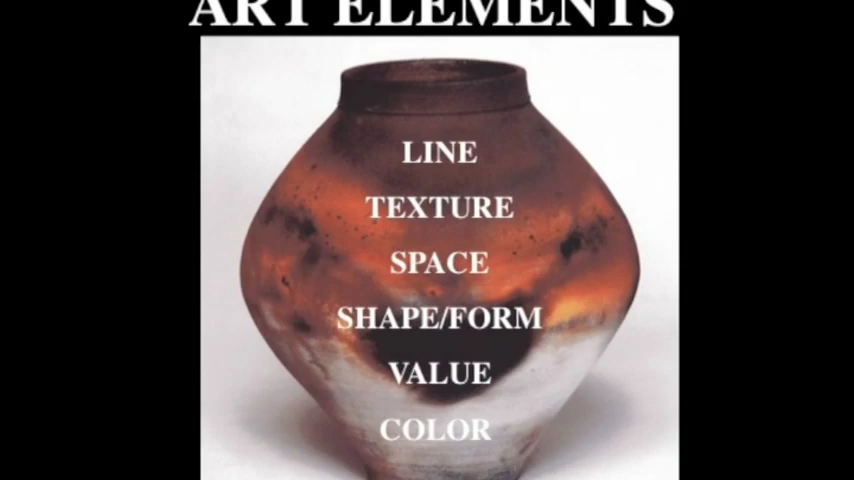 ART ELEMENTS
LINE
TEXTURE
SPACE
SHAPE/FORM
VALUE
COLOR